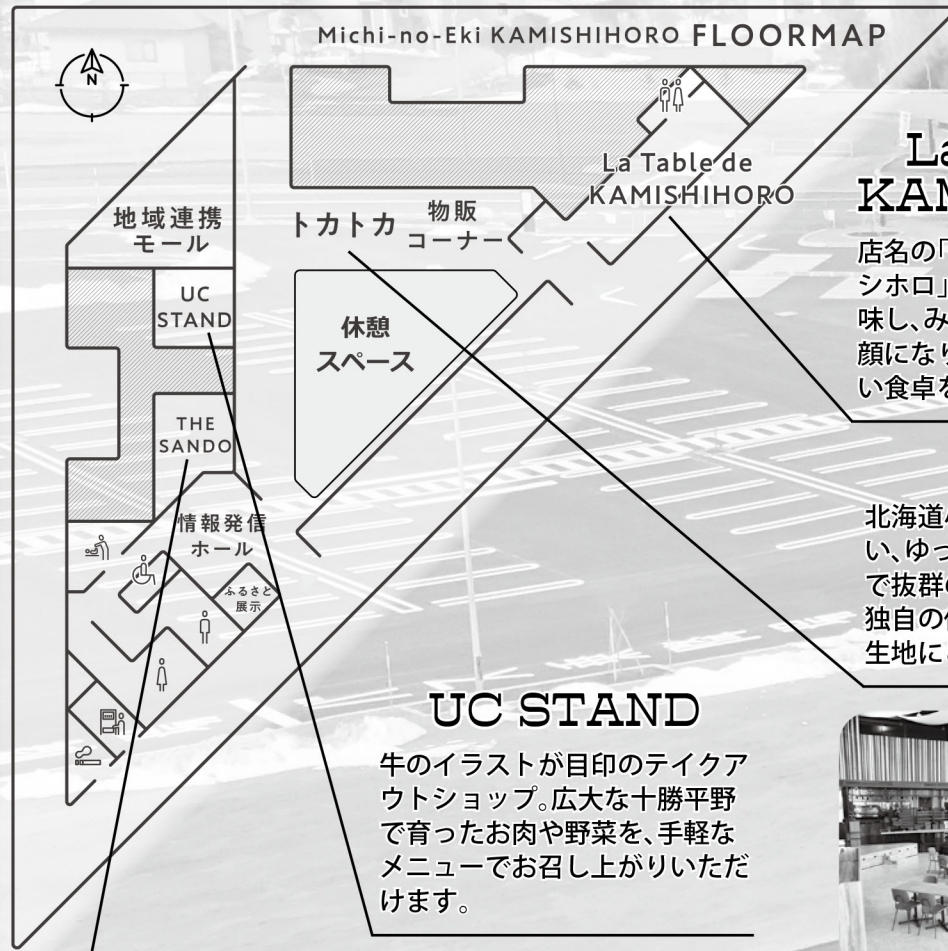 Michi-no-Eki KAMISHIHORO FLOORMAP
N
La Table de
KAMISHIHORO
地域連携
モール
トカトカ
物販
コーナー
UC
STAND
休憩
スペース
THE
SANDO
情報発信
ホール
ふるさと
展示
La
KAM
店名の「
シホロ」
味し、み
顔になり
い食卓を
北海道
い、ゆっ
で抜群の
独自の
生地に
UC STAND
牛のイラストが目印のテイクア
ウトショップ。広大な十勝平野
で育ったお肉や野菜を、手軽な
メニューでお召し上がりいただ
けます。